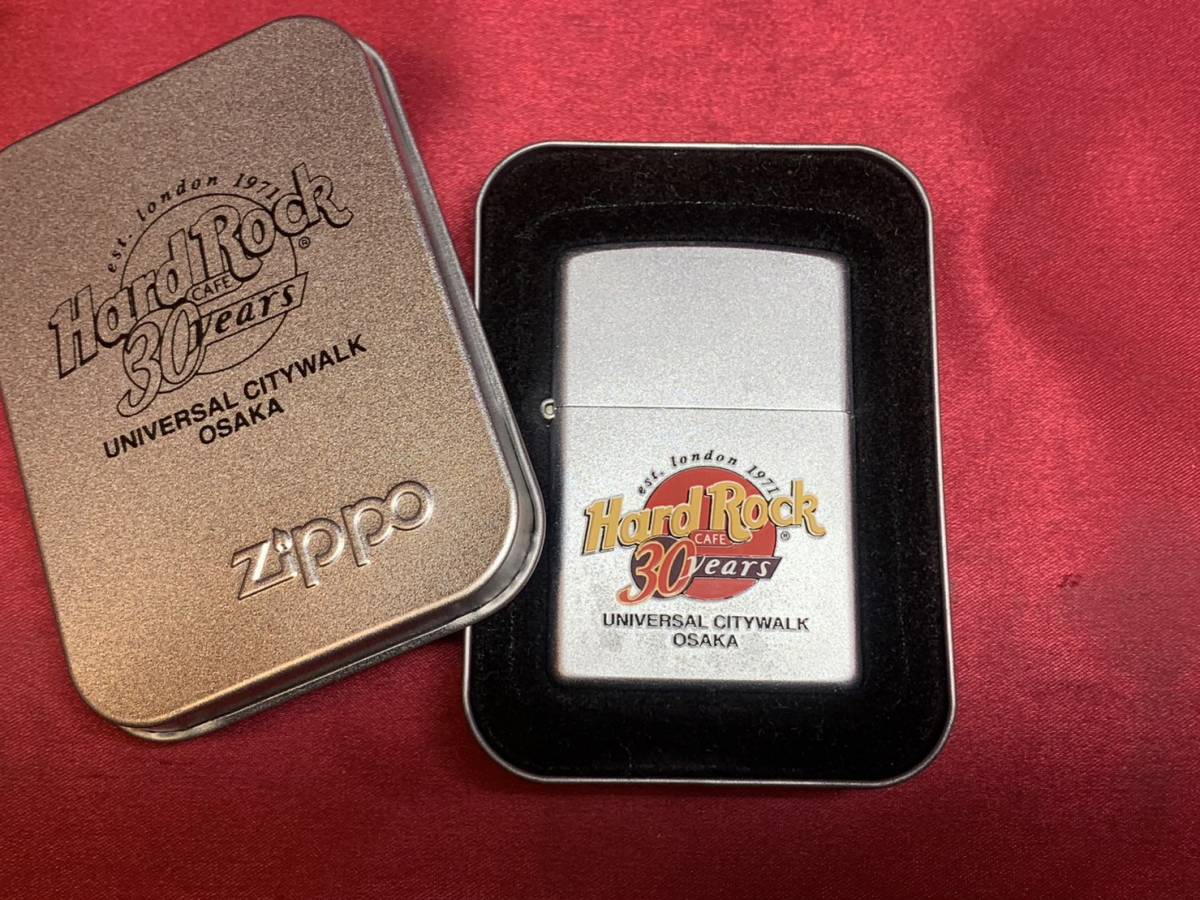 est. london 1971
Hard Rock®
CAFE
30 years
UNIVERSAL CITYWALK
OSAKA
zippo
est. london 1971
Hard Rock®
CAFE
30 years
UNIVERSAL CITYWALK
OSAKA